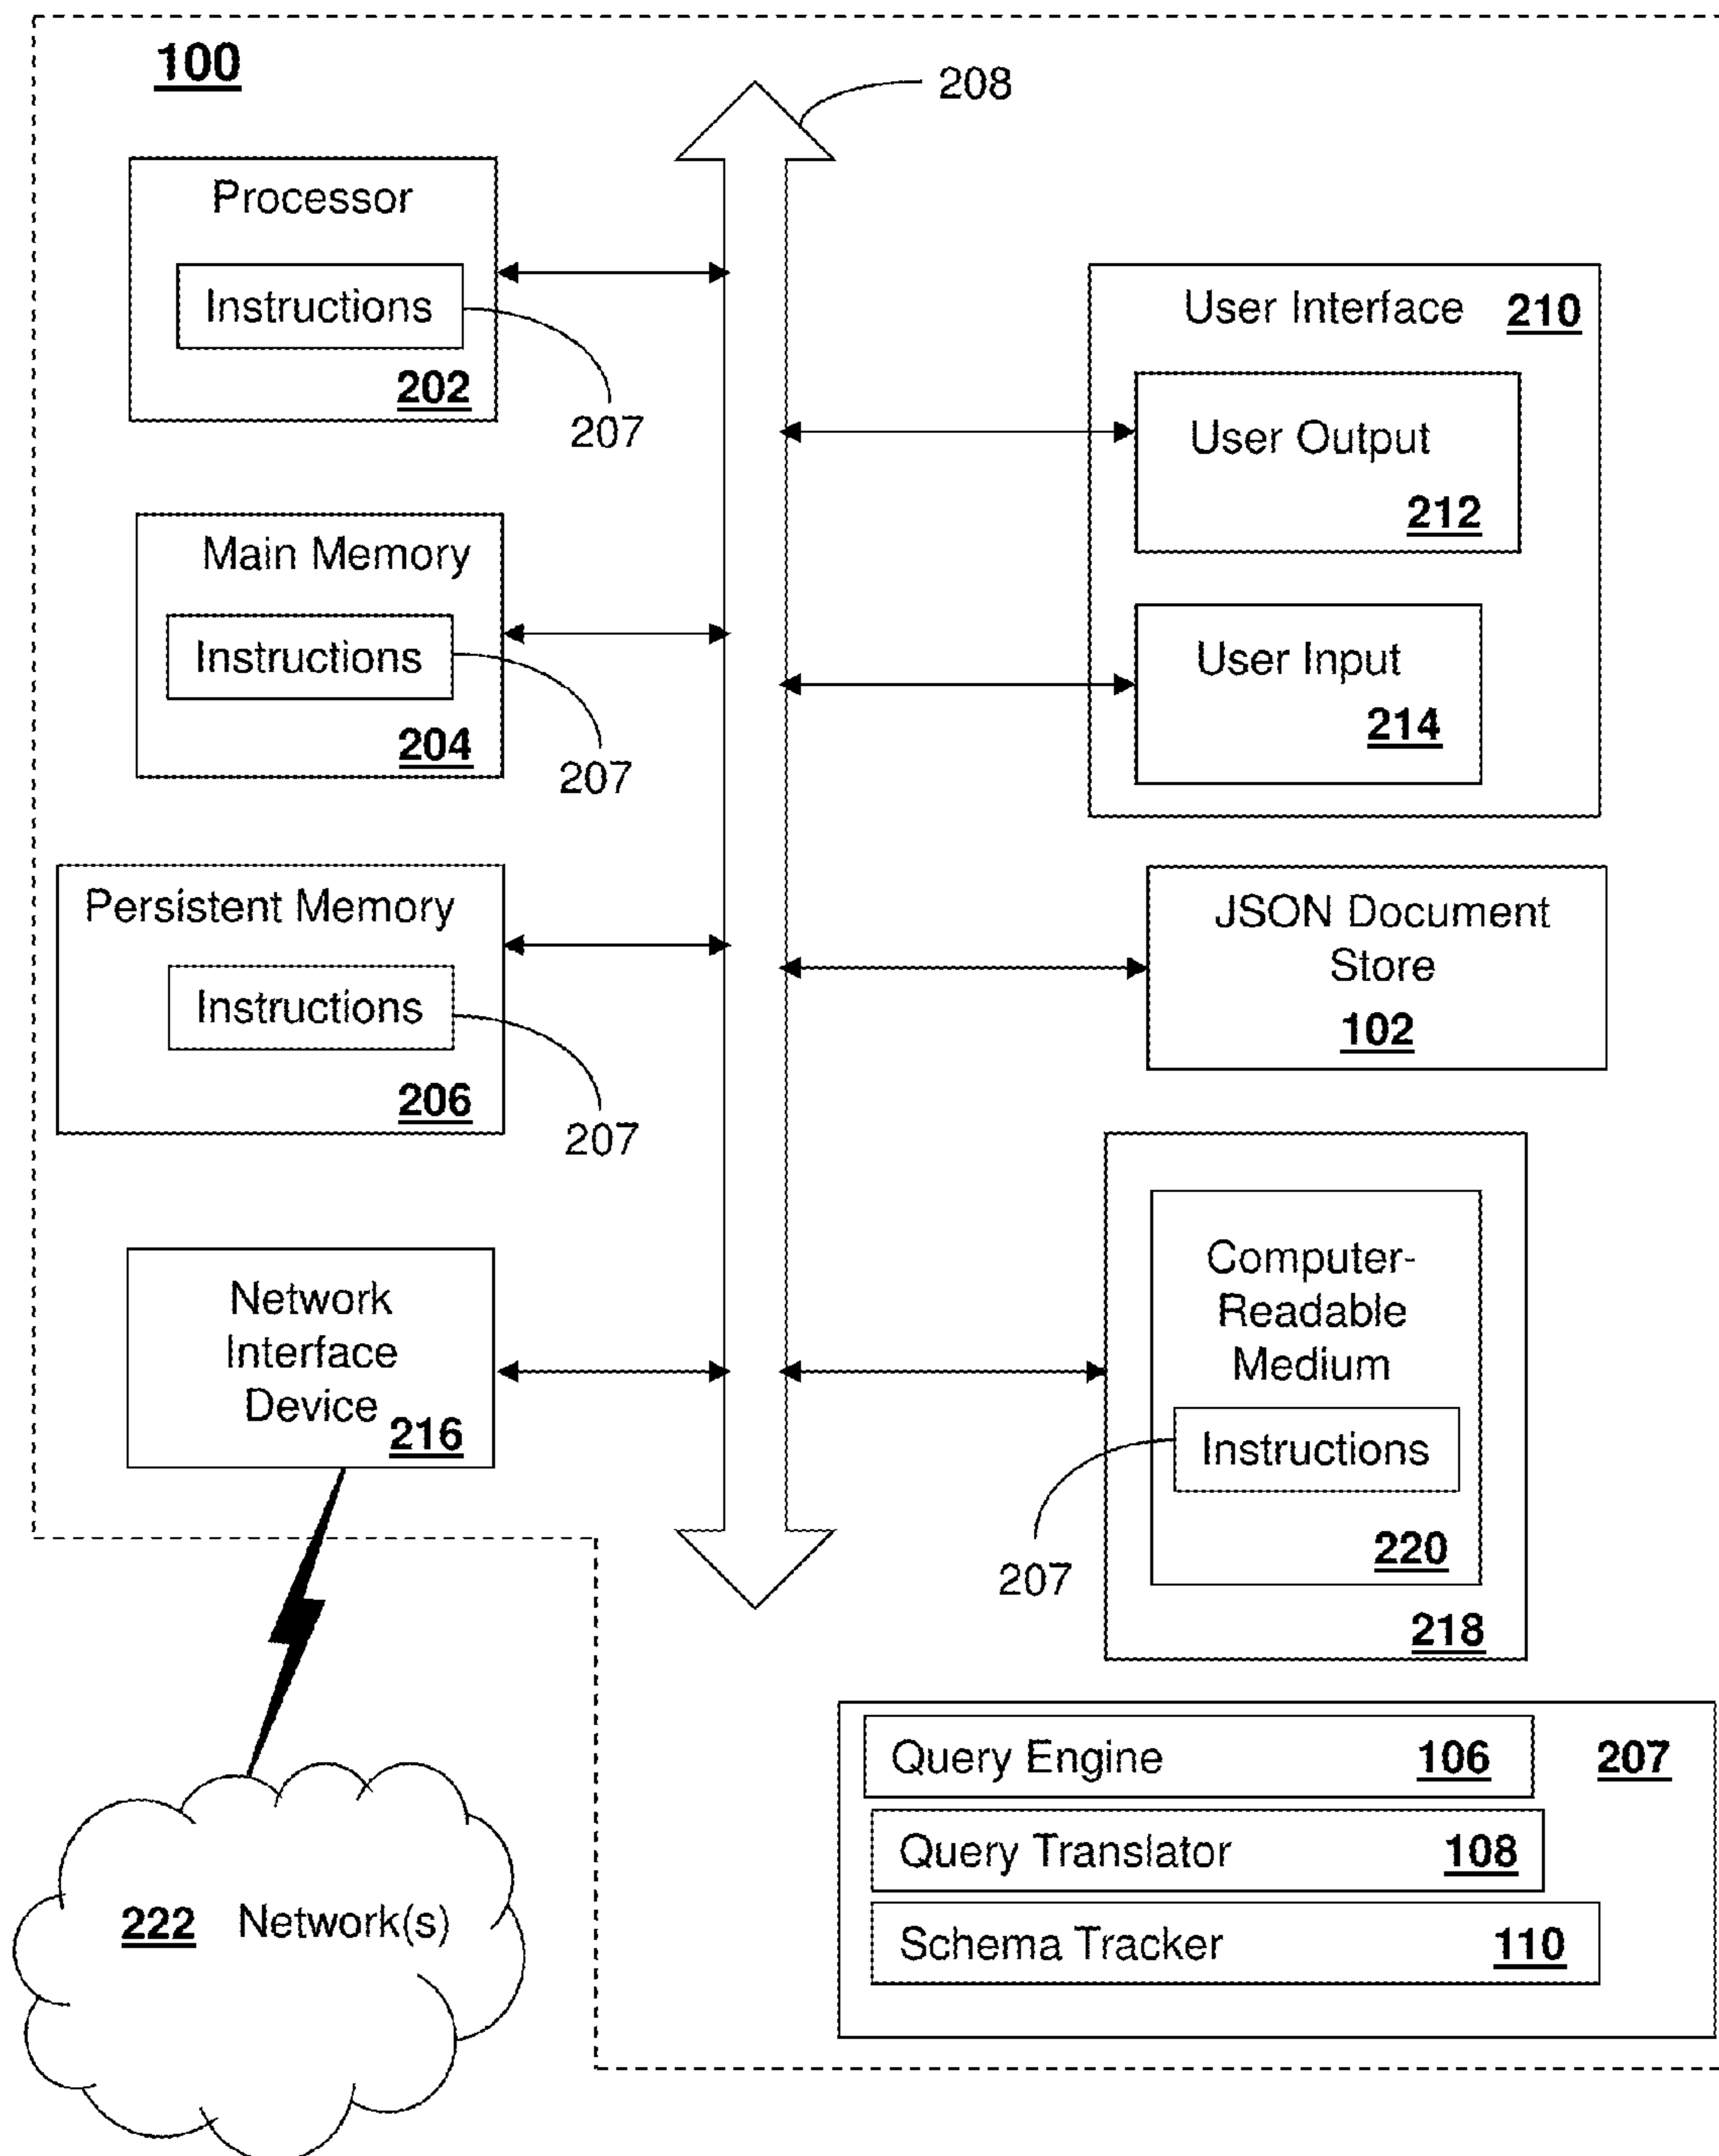 100
208
Processor
Instructions
202
207
Main Memory
Instructions
204
207
Persistent Memory
Instructions
206
207
Network
Interface
Device
216
222 Network(s)
User Interface 210
User Output
212
User Input
214
JSON Document
Store
102
Computer-
Readable
Medium
Instructions
220
207
218
Query Engine 106 207
Query Translator 108
Schema Tracker 110